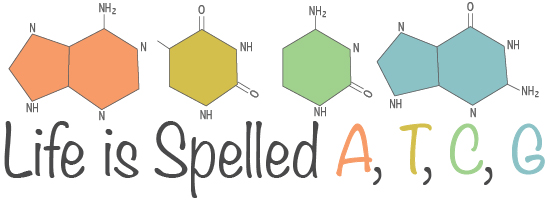 NH₂ O NH₂ O
N N NH N N NH
O O NH₂
NH N NH NH NH N
Life is Spelled A, T, C, G